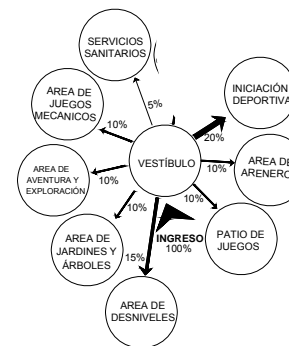 SERVICIOS
SANITARIOS
5%
AREA DE
JUEGOS
MECANICOS
10%
INICIACIÓN
DEPORTIVA
20%
VESTÍBULO
AREA DE
ARENERO
10%
AREA DE
AVENTURA Y
EXPLORACIÓN
10%
PATIO DE
JUEGOS
10%
INGRESO
100%
AREA DE
JARDINES Y
ÁRBOLES
10%
15%
AREA DE
DESNIVELES